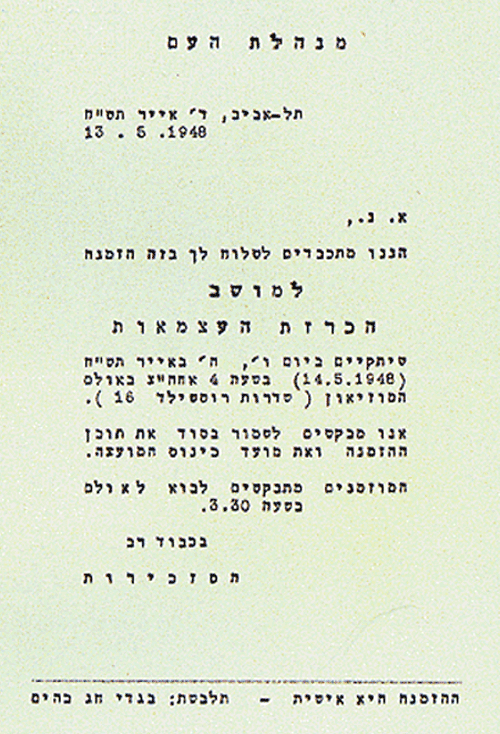 מנהלת העם
תל-אביב, ד׳ אייר תש״ח
13 . 5 .1948
א. נ.,
הננו מתכבדים לשלוח לך בזה הזמנה
למושב
הכרזת העצמאות
שיתקיים ביום ו׳, ה׳ באייר תש״ח
(14.5.1948) בשעה 4 אחה״צ באולם
המוזיאון ( שדרות רוטשילד 16 ).
אנו מבקשים לשמור בסוד את תוכן
ההזמנה ואת מועד כינוס המועצה.
המוזמנים מתבקשים לבוא לאולם
בשעה 3.30.
בכבוד רב
המזכירות
ההזמנה היא אישית - תלבשת: בגדי חג כהים